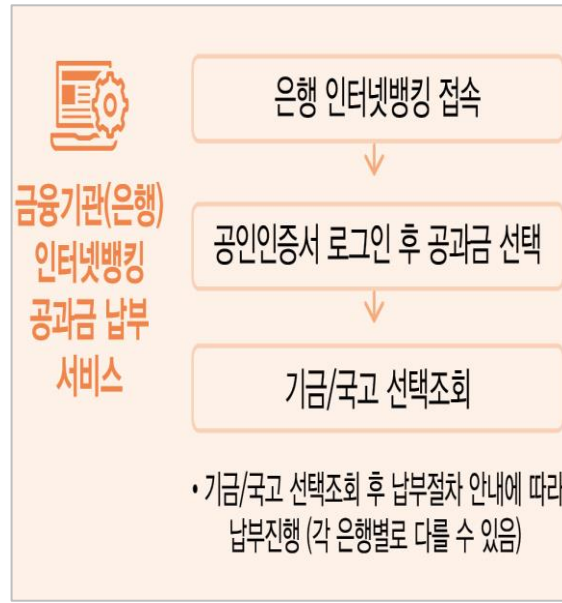 금융기관(은행)
인터넷뱅킹
공과금 납부
서비스
은행 인터넷뱅킹 접속
공인인증서 로그인 후 공과금 선택
기금/국고 선택조회
• 기금/국고 선택조회 후 납부절차 안내에 따라
납부진행 (각 은행별로 다를 수 있음)